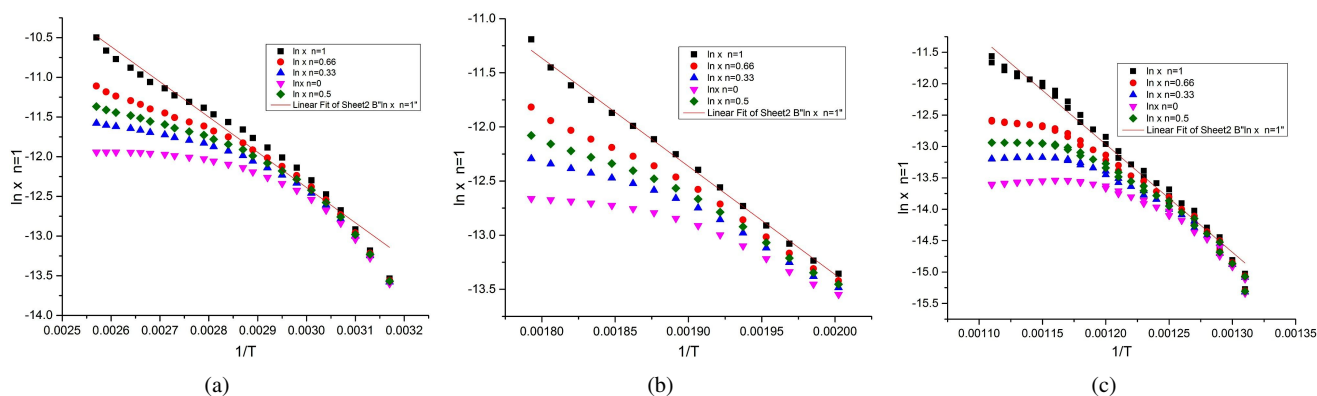 -10.5
-11.0
-11.5
-12.0
-12.5
-13.0
-13.5
ln x n=1
0.0025 0.0026 0.0027 0.0028 0.0029 0.0030 0.0031 0.0032
1/T
ln x n=1
ln x n=0.66
ln x n=0.33
lnx n=0
ln x n=0.5
Linear Fit of Sheet2 B"ln x n=1"
(a)
-11.0
-11.5
-12.0
-12.5
-13.0
-13.5
ln x n=1
0.00180 0.00185 0.00190 0.00195 0.00200
1/T
ln x n=1
ln x n=0.66
ln x n=0.33
lnx n=0
ln x n=0.5
Linear Fit of Sheet2 B"ln x n=1"
(b)
-11.5
-12.0
-12.5
-13.0
-13.5
-14.0
-14.5
-15.0
-15.5
ln x n=1
0.00110 0.00115 0.00120 0.00125 0.00130 0.00135
1/T
ln x n=1
ln x n=0.66
ln x n=0.33
lnx n=0
ln x n=0.5
Linear Fit of Sheet2 B"ln x n=1"
(c)